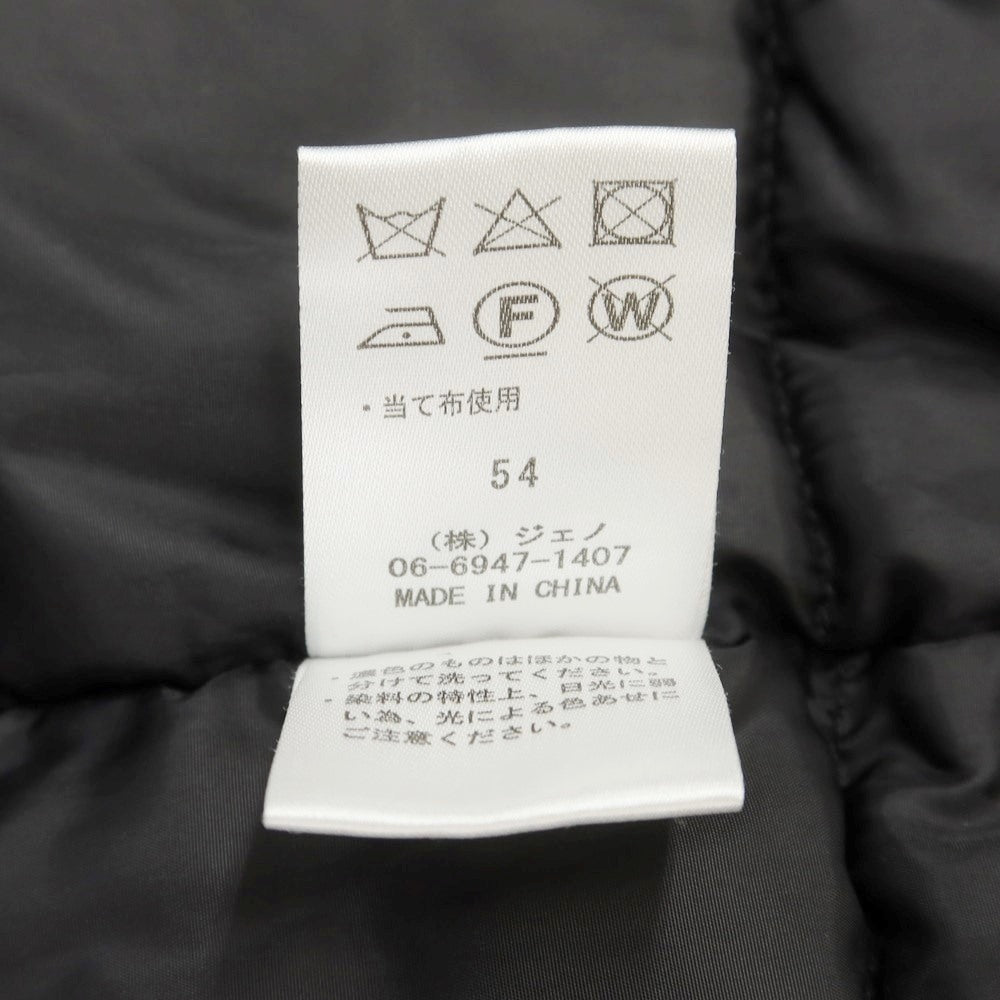 F
W
・当て布使用
54
（株）ジェノ
06-6947-1407
MADE IN CHINA
・濃色のものはほかの物と
分けて洗ってください。
・染料の特性上、日光に弱
い為、光による色あせに
ご注意ください。